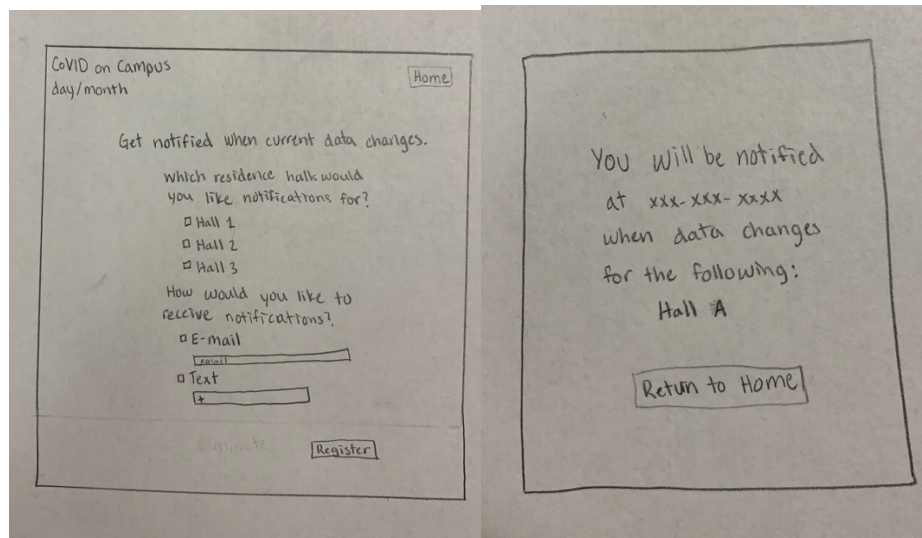 COVID on Campus
day/month
Home
Get notified when current data changes.
Which residence halls would
you like notifications for?
Hall 1
Hall 2
Hall 3
How would you like to
receive notifications?
E-mail
email
Text
+
Register
You will be notified
at xxx-xxx-xxxx
when data changes
for the following:
Hall A
Return to Home